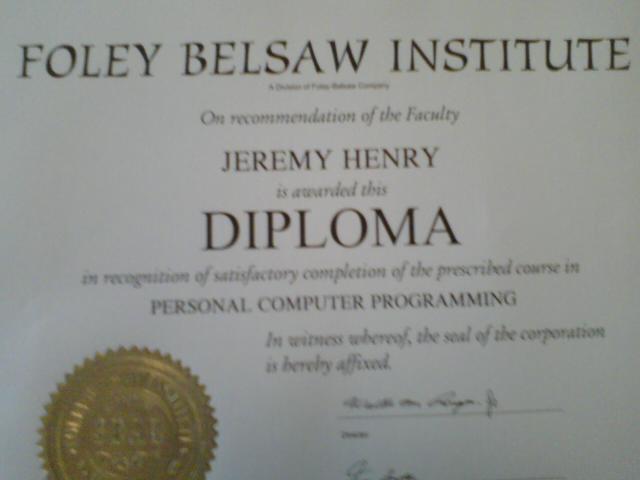 FOLEY BELSAW INSTITUTE
A Division of Foley-Belsaw Company
On recommendation of the Faculty
JEREMY HENRY
is awarded this
DIPLOMA
in recognition of satisfactory completion of the prescribed course in
PERSONAL COMPUTER PROGRAMMING
In witness whereof, the seal of the corporation
is hereby affixed.
Director
SEAL